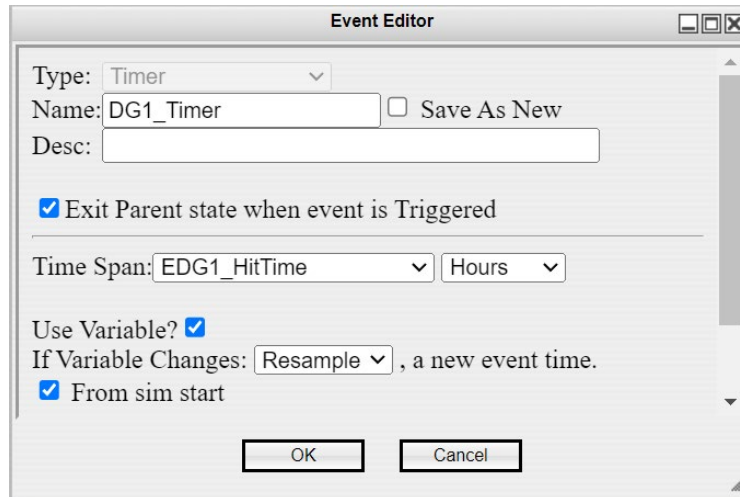 Event Editor
Type: Timer
Name: DG1_Timer Save As New
Desc:
Exit Parent state when event is Triggered
Time Span: EDG1_HitTime Hours
Use Variable?
If Variable Changes: Resample , a new event time.
From sim start
OK Cancel